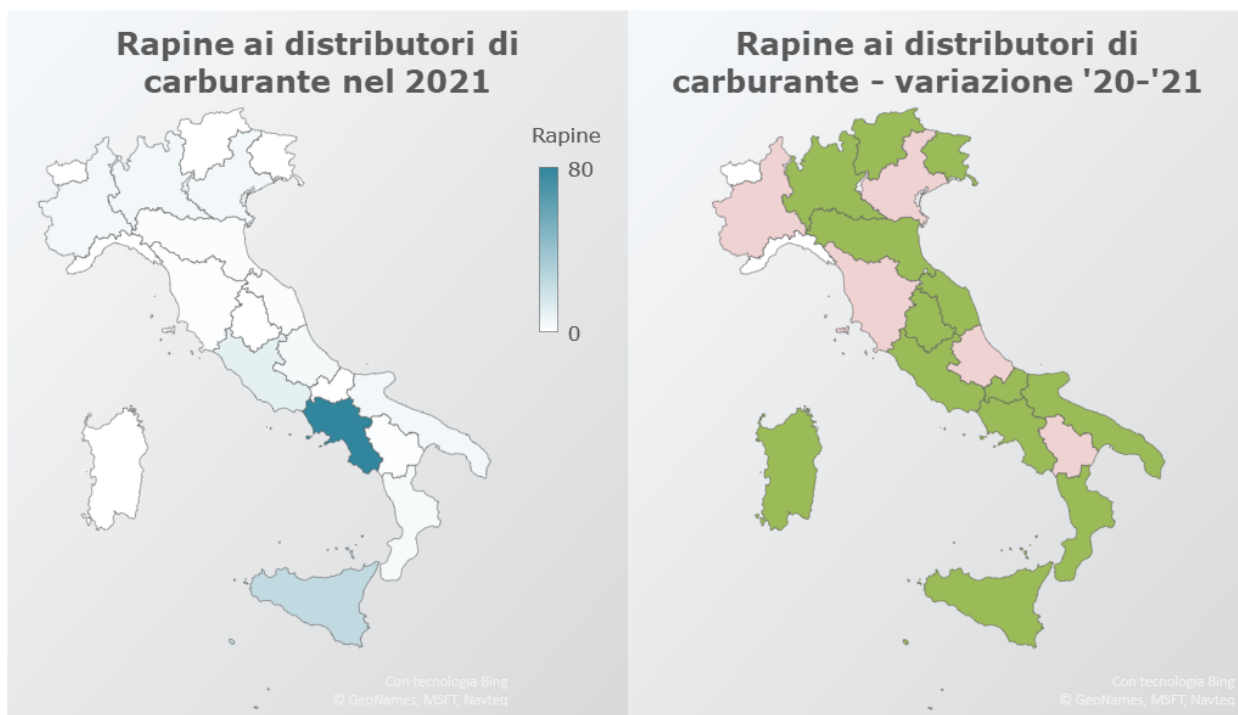 Rapine ai distributori di
carburante nel 2021
Rapine
80
0
Con tecnologia Bing
© GeoNames, MSFT, Navteq
Rapine ai distributori di
carburante - variazione '20-'21
Con tecnologia Bing
© GeoNames, MSFT, Navteq